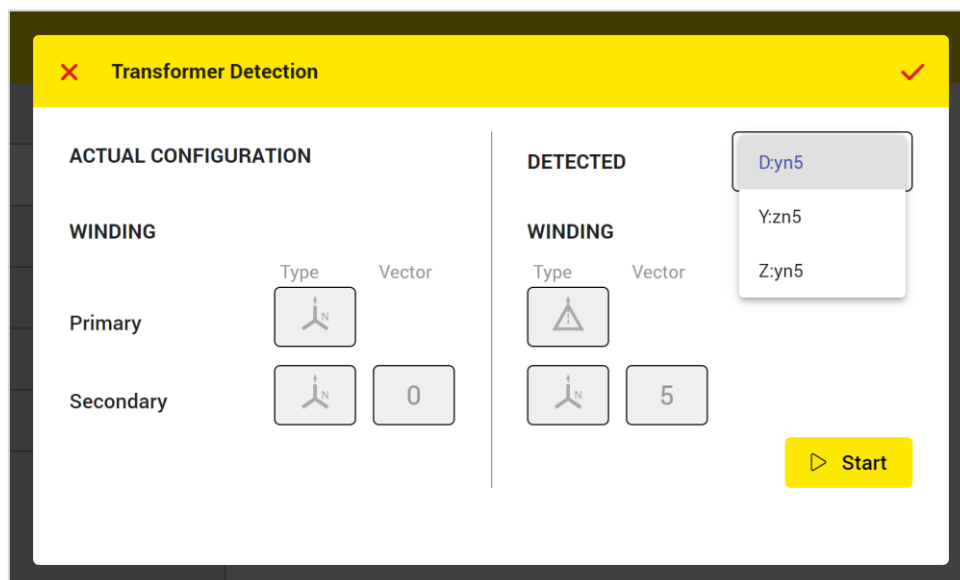 Transformer Detection
ACTUAL CONFIGURATION
WINDING
Type Vector
Primary N
Secondary N 0
DETECTED
D:yn5
Y:zn5
Z:yn5
WINDING
Type Vector
N 5
Start